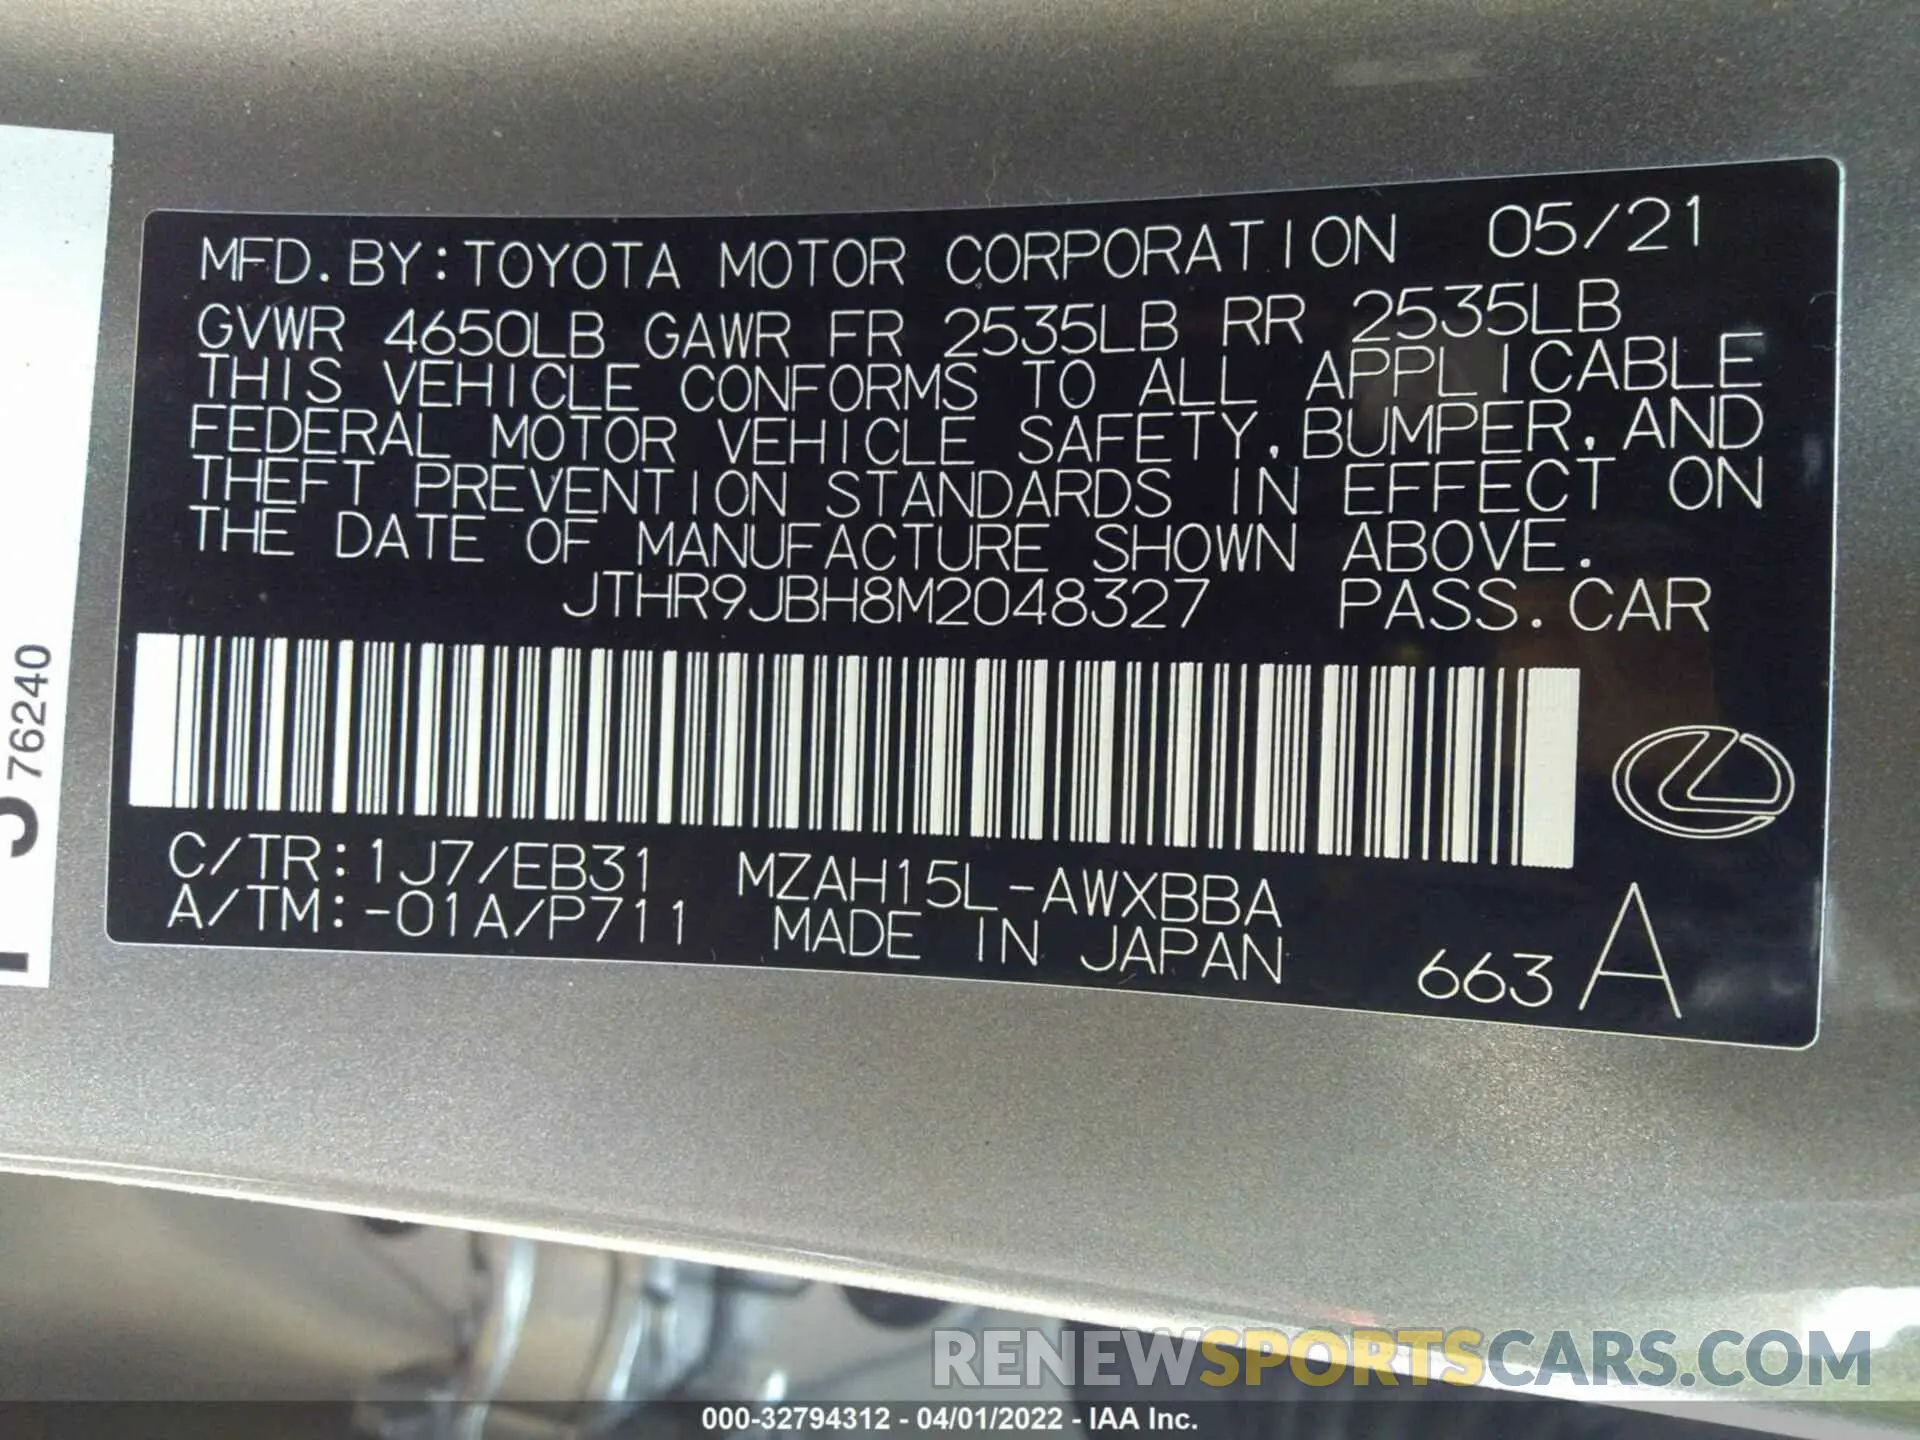 MFD.BY:TOYOTA MOTOR CORPORATION 05/21
GVWR 4650LB GAWR FR 2535LB RR 2535LB
THIS VEHICLE CONFORMS TO ALL APPLICABLE
FEDERAL MOTOR VEHICLE SAFETY,BUMPER,AND
THEFT PREVENTION STANDARDS IN EFFECT ON
THE DATE OF MANUFACTURE SHOWN ABOVE.
JTHR9JBH8M2048327 PASS.CAR
C/TR:1J7/EB31 MZAH15L-AWXBBA
A/TM:-01A/P711 MADE IN JAPAN 663 A
76240
RENEWSPORTSCARS.COM
000-32794312 - 04/01/2022 - IAA Inc.